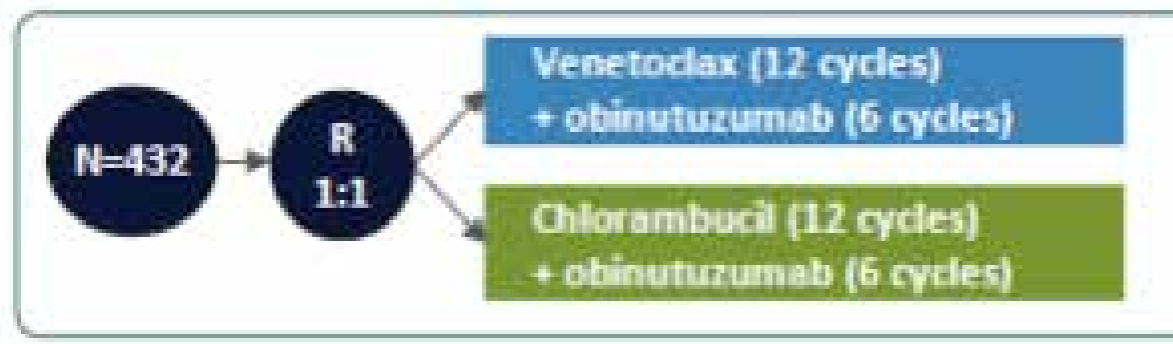 N=432
R
1:1
Venetoclax (12 cycles)
+ obinutuzumab (6 cycles)
Chlorambucil (12 cycles)
+ obinutuzumab (6 cycles)